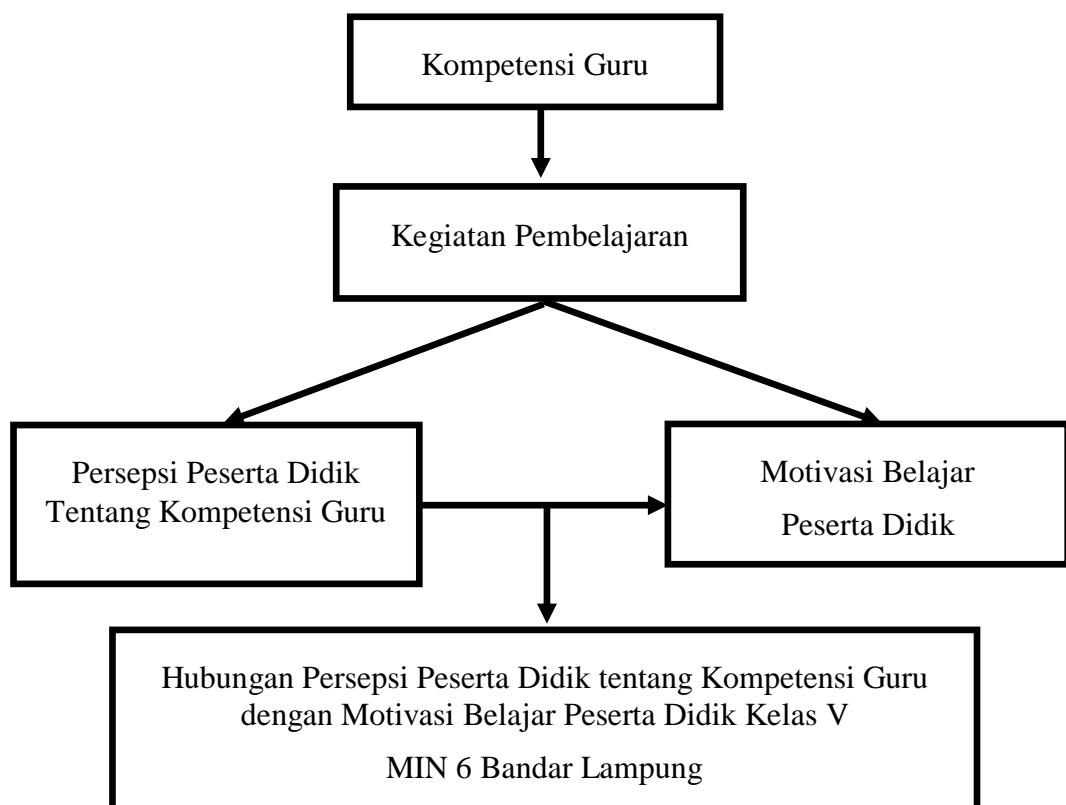 Kompetensi Guru
Kegiatan Pembelajaran
Persepsi Peserta Didik
Tentang Kompetensi Guru
Motivasi Belajar
Peserta Didik
Hubungan Persepsi Peserta Didik tentang Kompetensi Guru
dengan Motivasi Belajar Peserta Didik Kelas V
MIN 6 Bandar Lampung